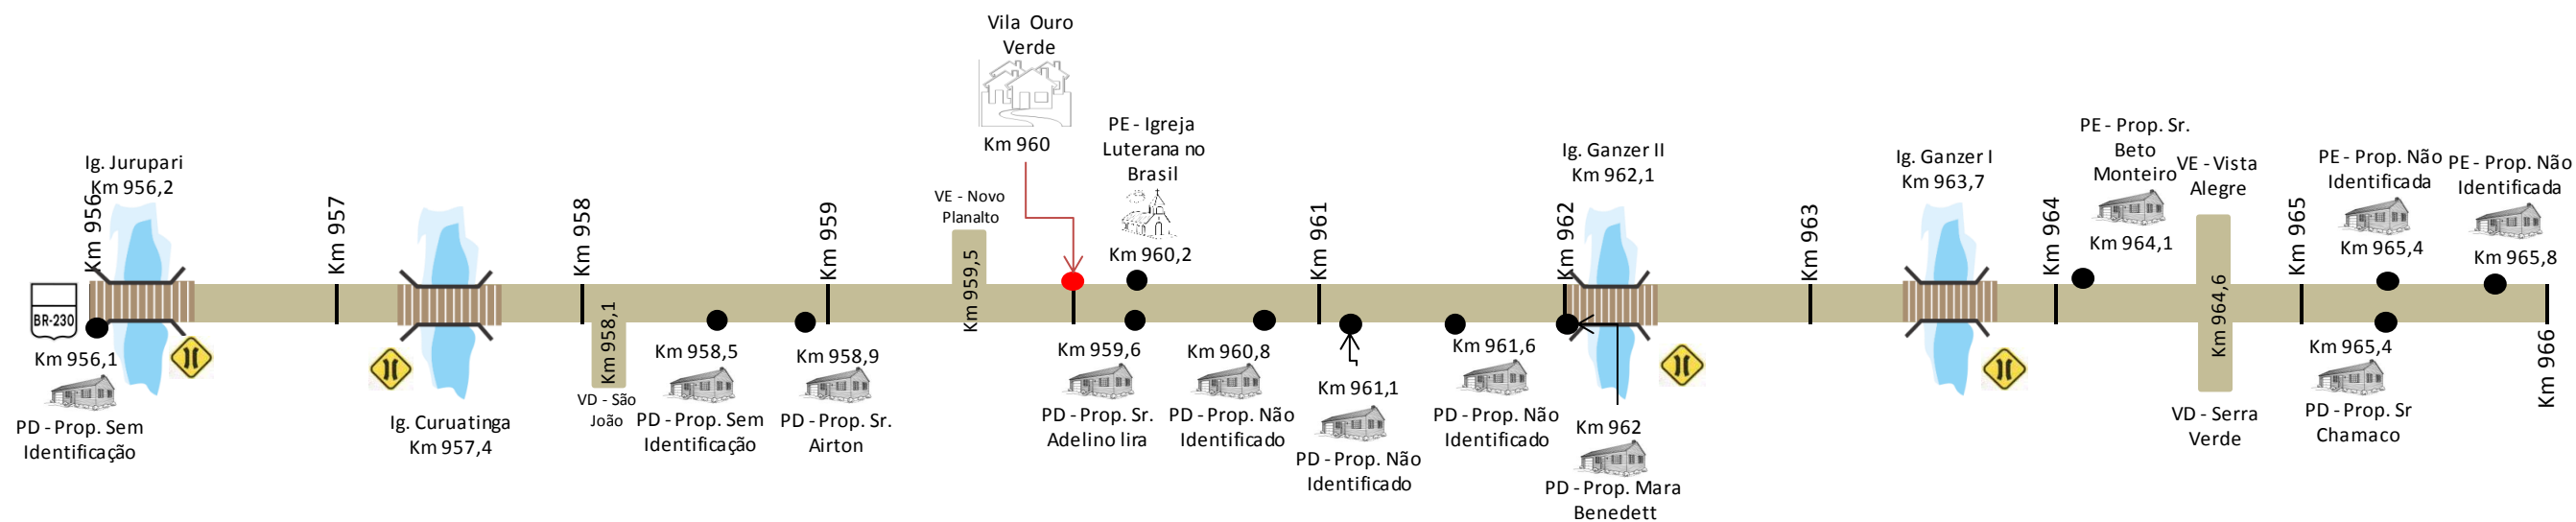 Vila Ouro
Verde
Km 960
PE - Igreja
Luterana no
Brasil
Km 960,2
Ig. Jurupari
Km 956,2
Km 956
Km 957
Km 958
Km 959
VE - Novo
Planalto
Km 959,5
Km 961
Km 962
Ig. Ganzer II
Km 962,1
Km 963
Ig. Ganzer I
Km 963,7
Km 964
PE - Prop. Sr.
Beto
Monteiro
Km 964,1
VE - Vista
Alegre
Km 964,6
Km 965
PE - Prop. Não
Identificada
Km 965,4
PE - Prop. Não
Identificada
Km 965,8
BR-230
Km 956,1
PD - Prop. Sem
Identificação
Ig. Curuatinga
Km 957,4
Km 958,1
VD - São
João
Km 958,5
PD - Prop. Sem
Identificação
Km 958,9
PD - Prop. Sr.
Airton
Km 959,6
PD - Prop. Sr.
Adelino lira
Km 960,8
PD - Prop. Não
Identificado
Km 961,1
PD - Prop. Não
Identificado
Km 961,6
PD - Prop. Não
Identificado
Km 962
PD - Prop. Mara
Benedett
VD - Serra
Verde
Km 965,4
PD - Prop. Sr
Chamaco
Km 966